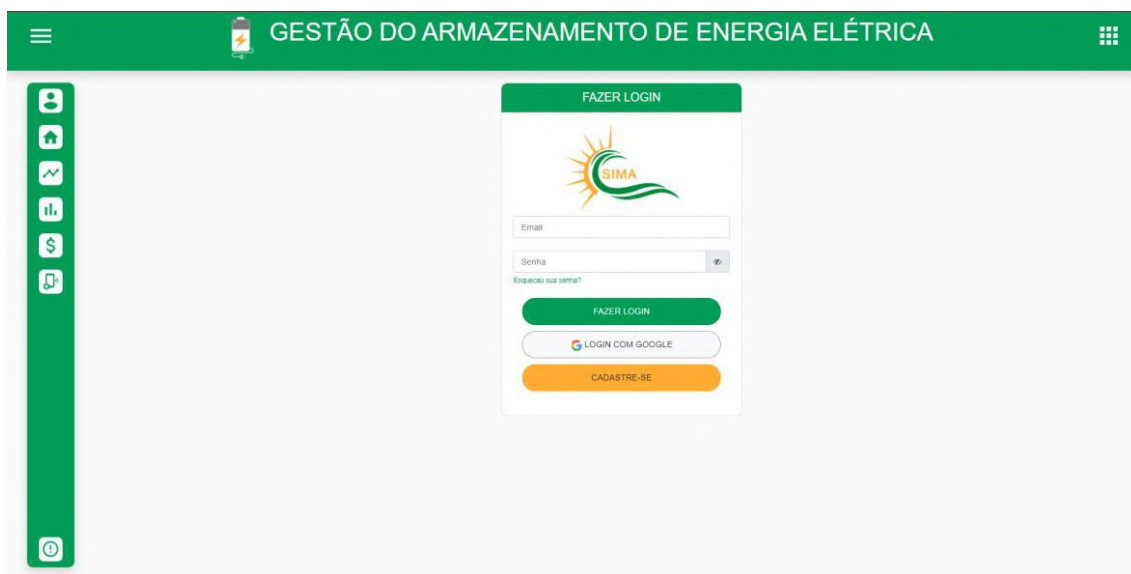 GESTÃO DO ARMAZENAMENTO DE ENERGIA ELÉTRICA
FAZER LOGIN
SIMA
Email
Senha
Esqueceu sua senha?
FAZER LOGIN
LOGIN COM GOOGLE
CADASTRE-SE